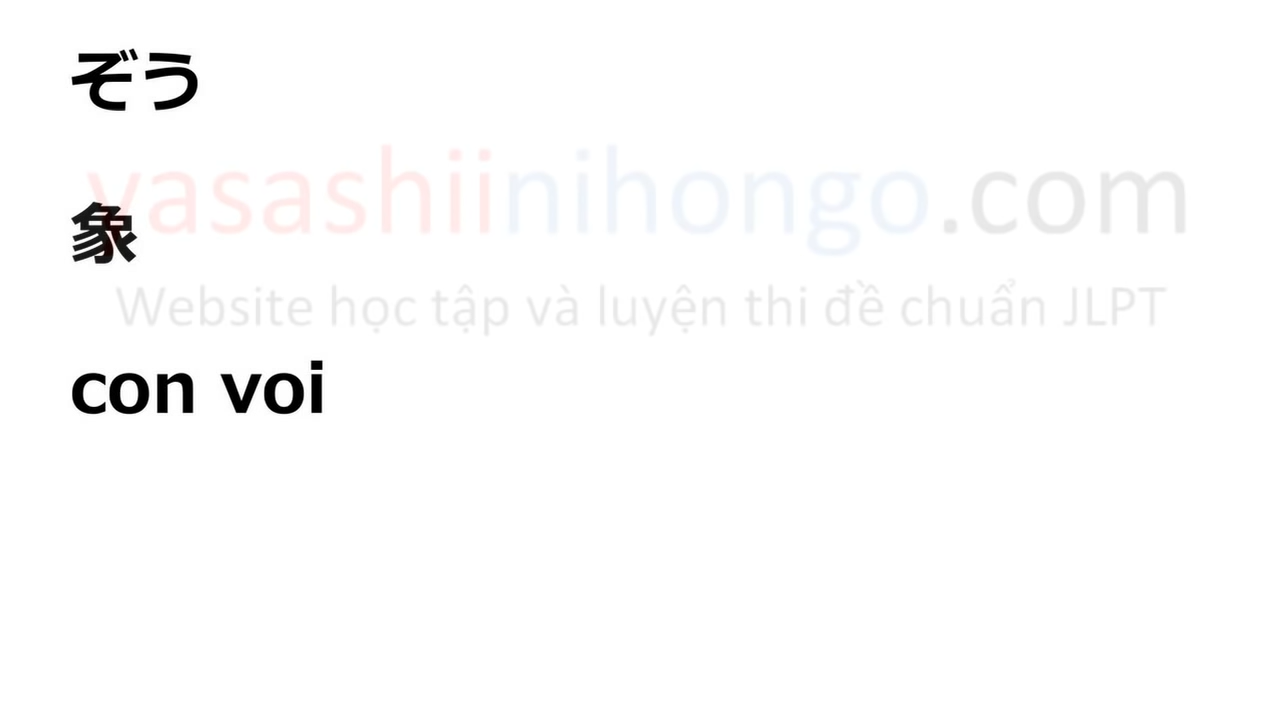 ぞう
yasashiinihongo.com
象
Website học tập và luyện thi đề chuẩn JLPT
con voi